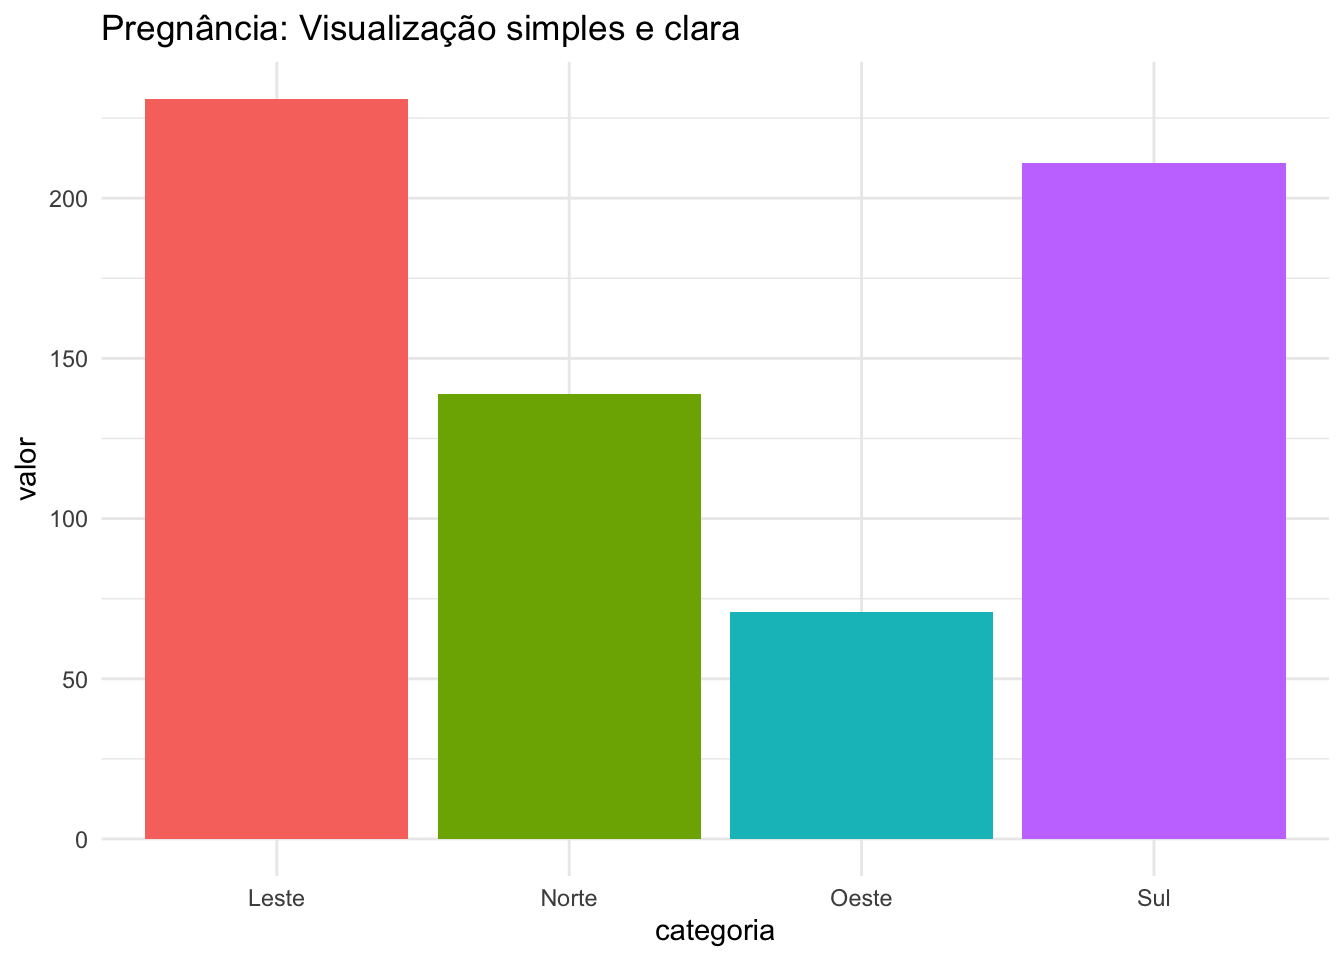 Pregnância: Visualização simples e clara
valor
200
150
100
50
0
Leste
Norte
Oeste
Sul
categoria